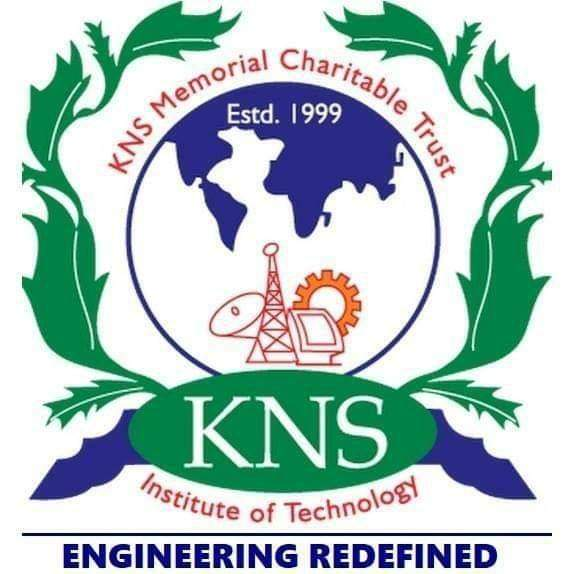 KNS Memorial Charitable Trust
Estd. 1999
KNS
Institute of Technology
ENGINEERING REDEFINED